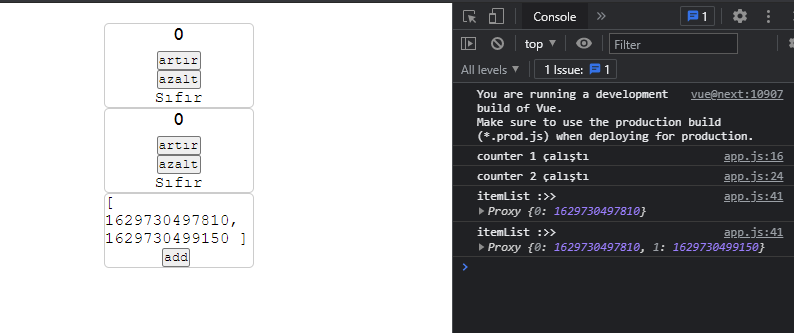 0
artır
azalt
Sıfır
0
artır
azalt
Sıfır
[
1629730497810,
1629730499150 ]
add
Console
1
top
Filter
All levels
1 Issue: 1
You are running a development vue@next:10907
build of Vue.
Make sure to use the production build
(*.prod.js) when deploying for production.
counter 1 çalıştı app.js:16
counter 2 çalıştı app.js:24
itemList :>> app.js:41
Proxy {0: 1629730497810}
itemList :>> app.js:41
Proxy {0: 1629730497810, 1: 1629730499150}